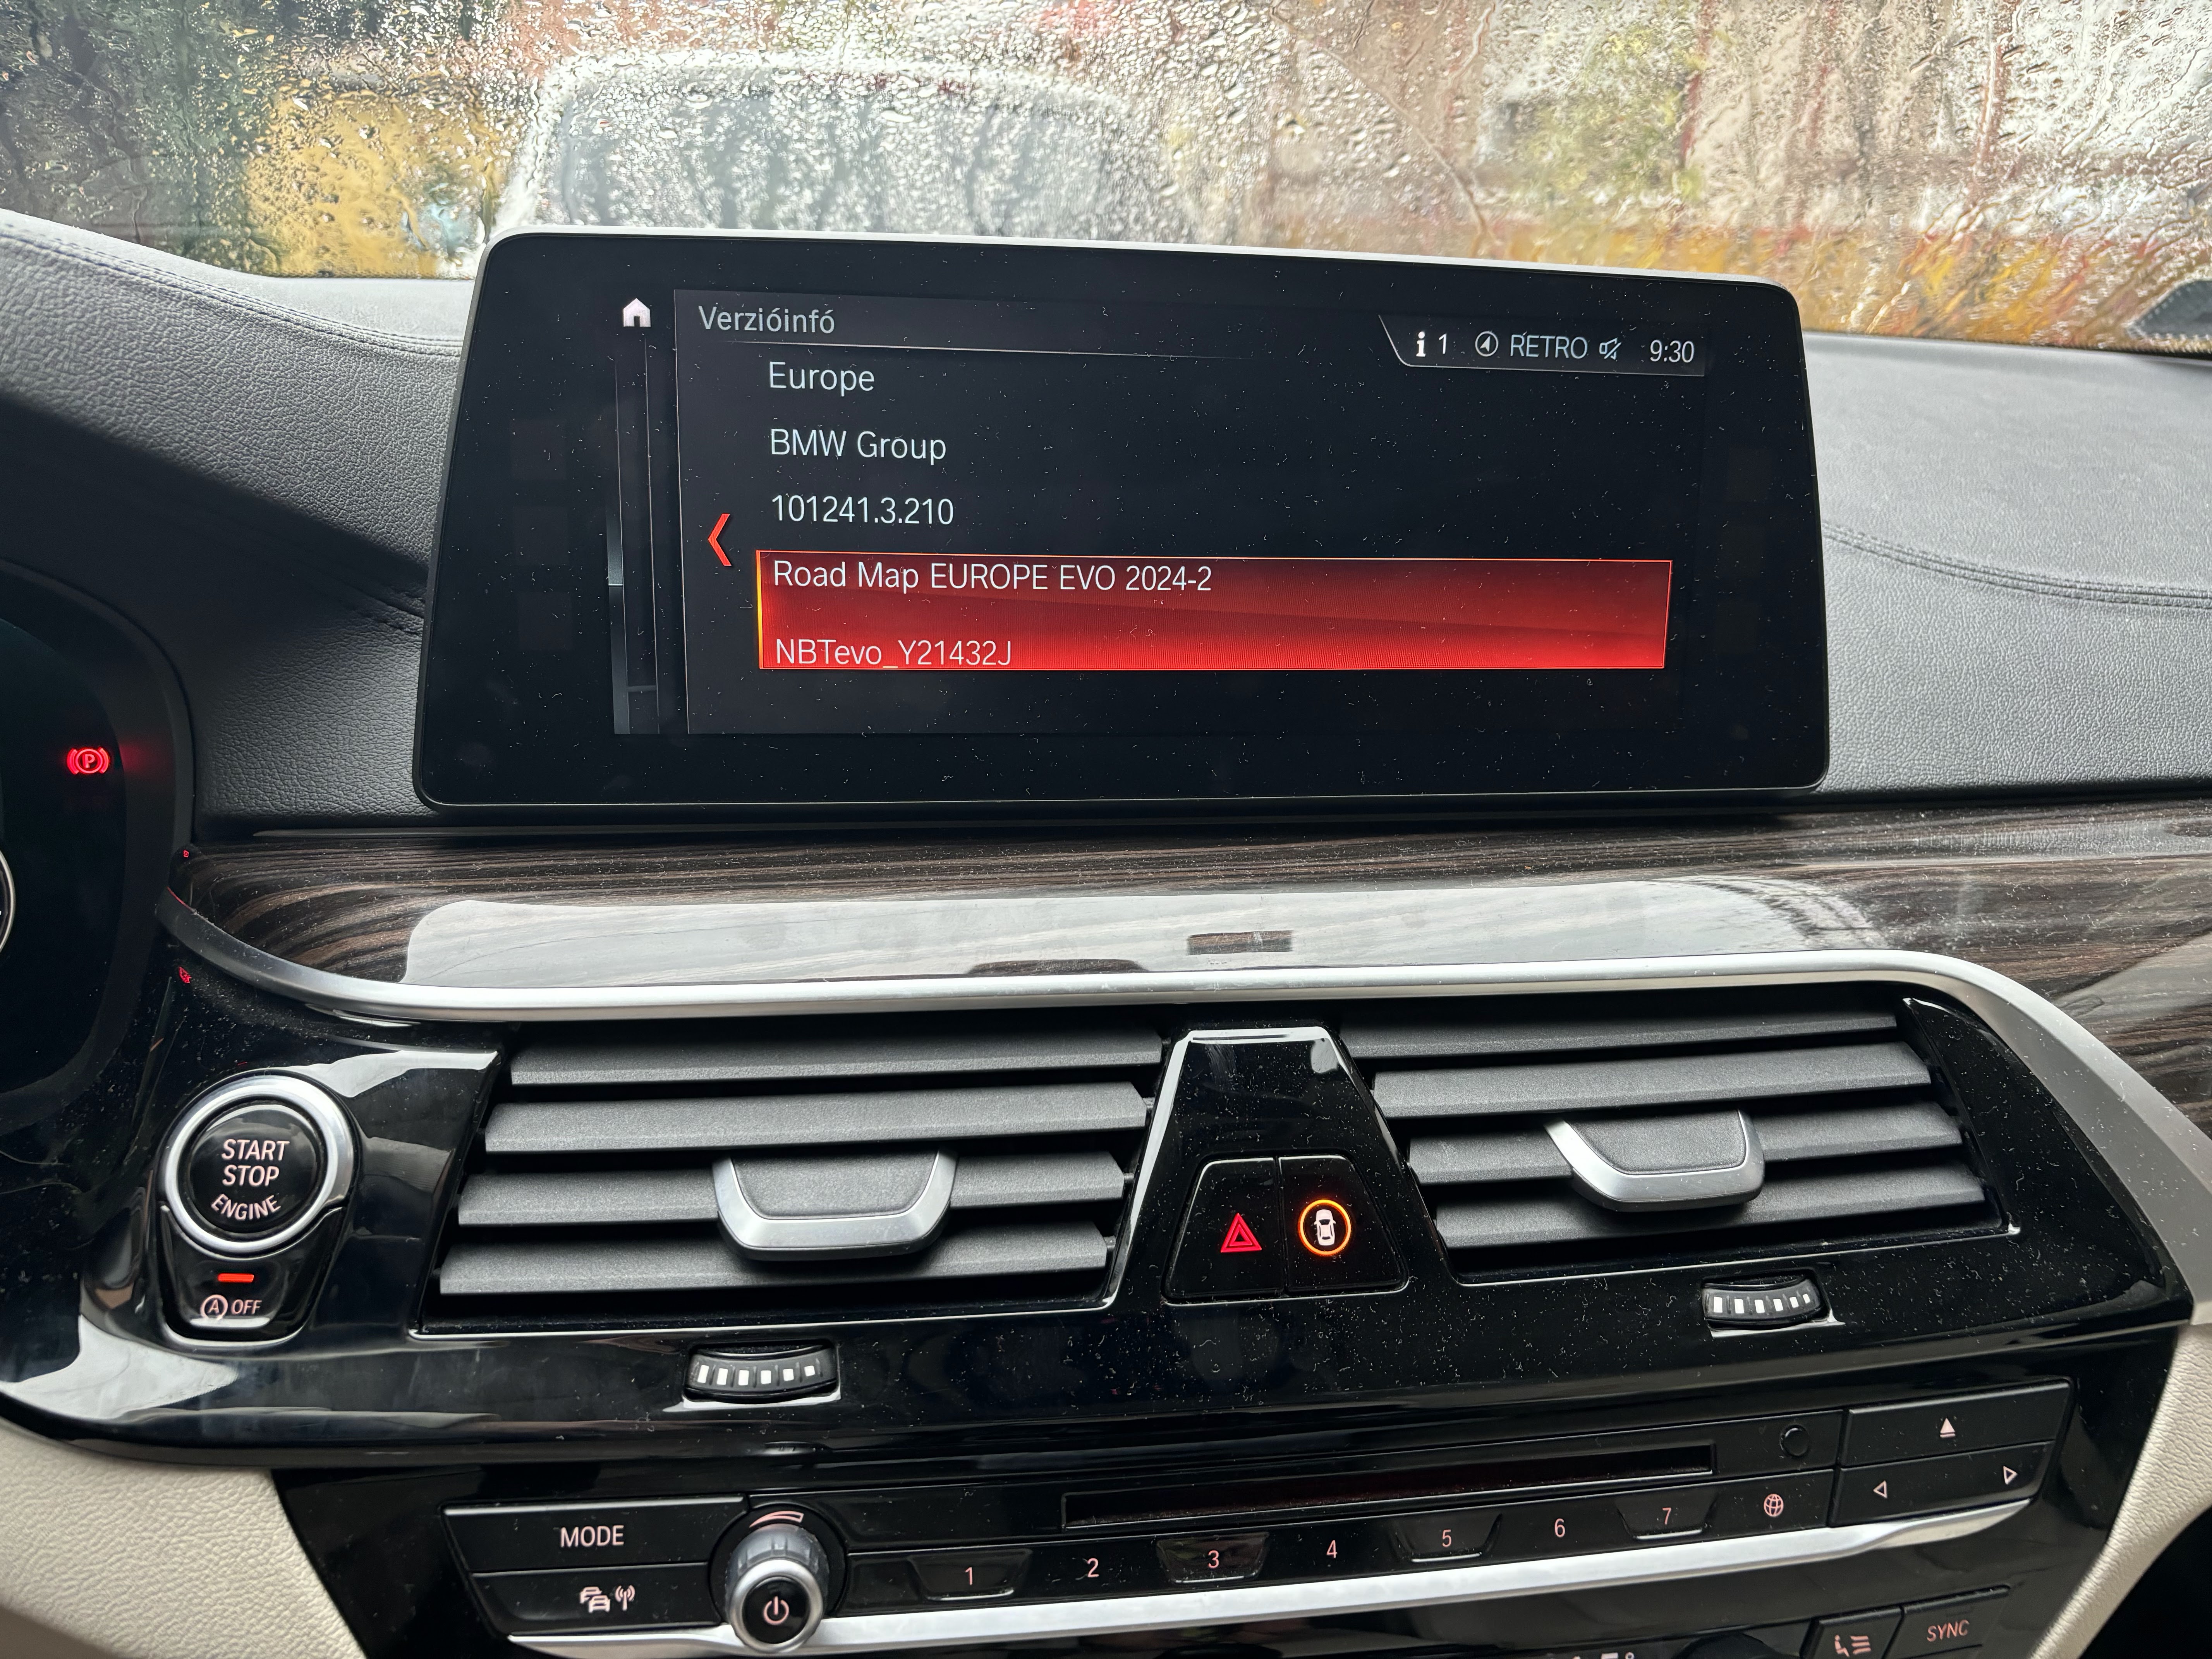 Verzióinfó
i 1 RETRO 9:30
Europe
BMW Group
101241.3.210
Road Map EUROPE EVO 2024-2
NBTevo_Y21432J
START
STOP
ENGINE
A OFF
MODE
1 2 3 4 5 6 7
SYNC